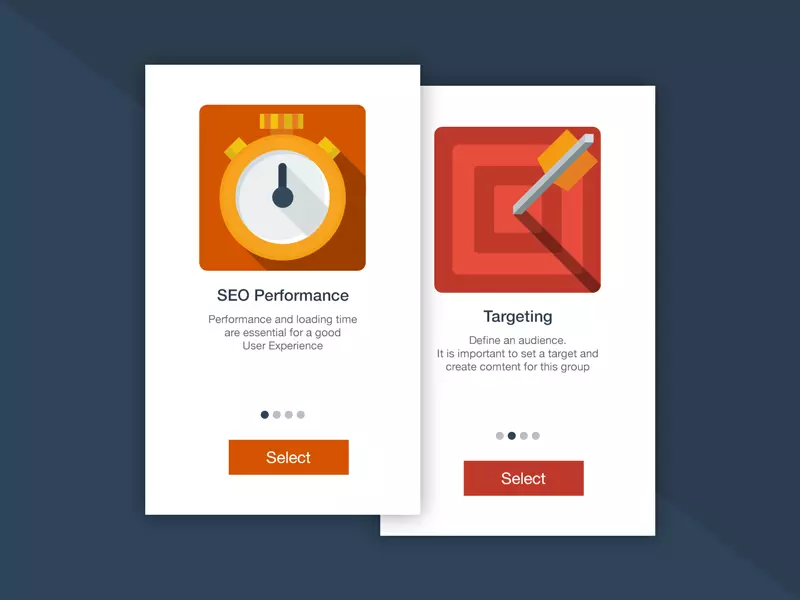 SEO Performance
Performance and loading time
are essential for a good
User Experience
Select
Targeting
Define an audience.
It is important to set a target and
create comtent for this group
Select